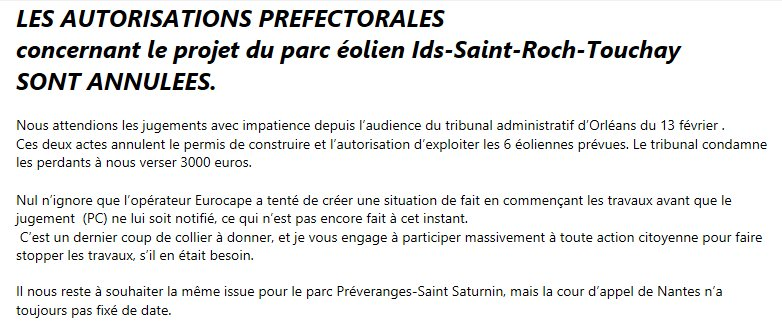 LES AUTORISATIONS PREFECTORALES
concernant le projet du parc éolien Ids-Saint-Roch-Touchay
SONT ANNULEES.
Nous attendions les jugements avec impatience depuis l’audience du tribunal administratif d’Orléans du 13 février .
Ces deux actes annulent le permis de construire et l’autorisation d’exploiter les 6 éoliennes prévues. Le tribunal condamne
les perdants à nous verser 3000 euros.
Nul n’ignore que l’opérateur Eurocape a tenté de créer une situation de fait en commençant les travaux avant que le
jugement  (PC) ne lui soit notifié, ce qui n’est pas encore fait à cet instant.
C’est un dernier coup de collier à donner, et je vous engage à participer massivement à toute action citoyenne pour faire
stopper les travaux, s’il en était besoin.
Il nous reste à souhaiter la même issue pour le parc Préveranges-Saint Saturnin, mais la cour d’appel de Nantes n’a
toujours pas fixé de date.